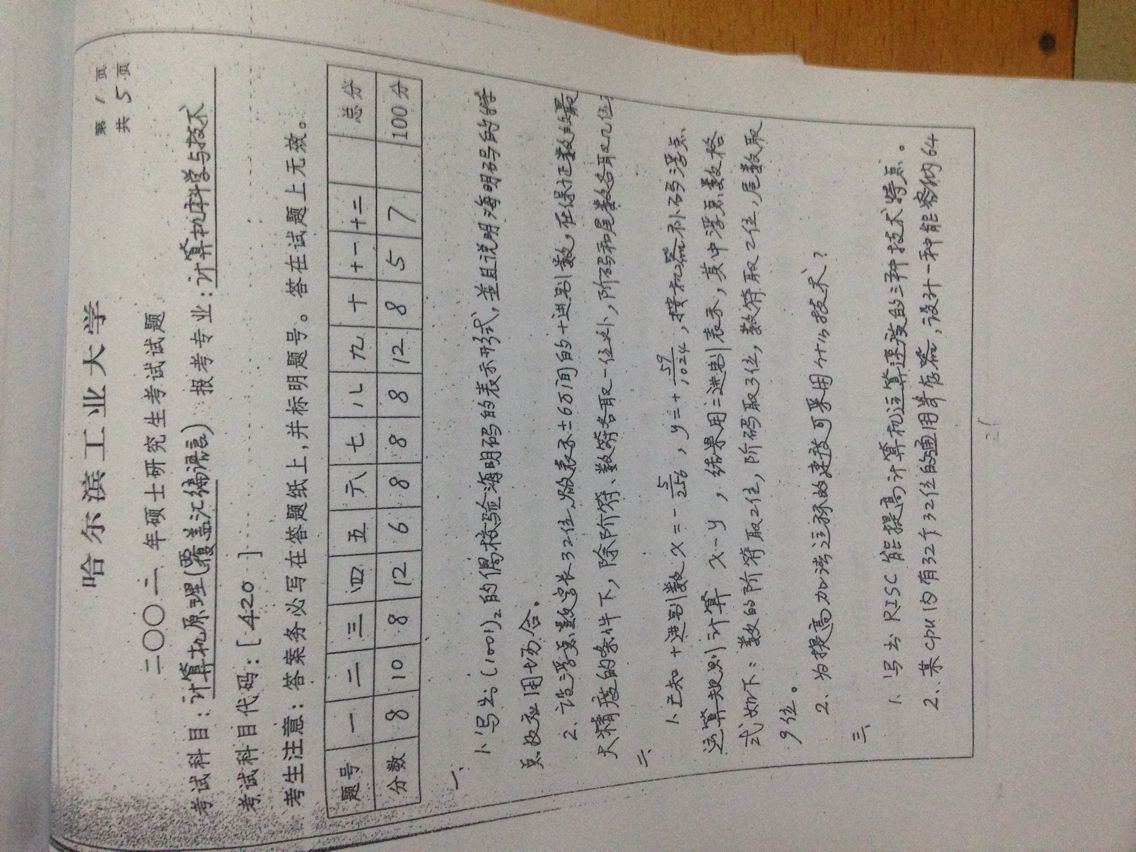 第 1 页
共 5 页
哈尔滨工业大学
二〇〇二年硕士研究生考试试题
考试科目：计算机原理(覆盖汇编语言) 报考专业：计算机科学与技术
考试科目代码：[420]
考生注意：答案务必写在答题纸上，并标明题号。答在试题上无效。
题号 一 二 三 四 五 六 七 八 九 十 十一 十二 总分
分数 8 10 8 12 6 8 8 8 12 8 5 7 100分
一、
1、写出(1001)₂的偶校验海明码的表示形式，并且说明海明码的特
点及应用场合。
2、设浮点数字长32位，欲表示±6万间的十进制数，在保证数的最
大精度的条件下，除阶符、数符各取一位外，阶码和尾数各取几位
二、
1、已知十进制数 X=-5/256，y=+59/1024，按机器补码浮点
运算规则计算 X-y，结果用二进制表示，其中浮点数格
式如下：数的阶符取2位，阶码取3位，数符取2位，尾数取
9位。
2、为提高加法运算的速度可采用什么技术？
三、
1、写出RISC能提高计算机运算速度的三种技术特点。
2、某CPU内有32个32位的通用寄存器，设计一种能容纳64